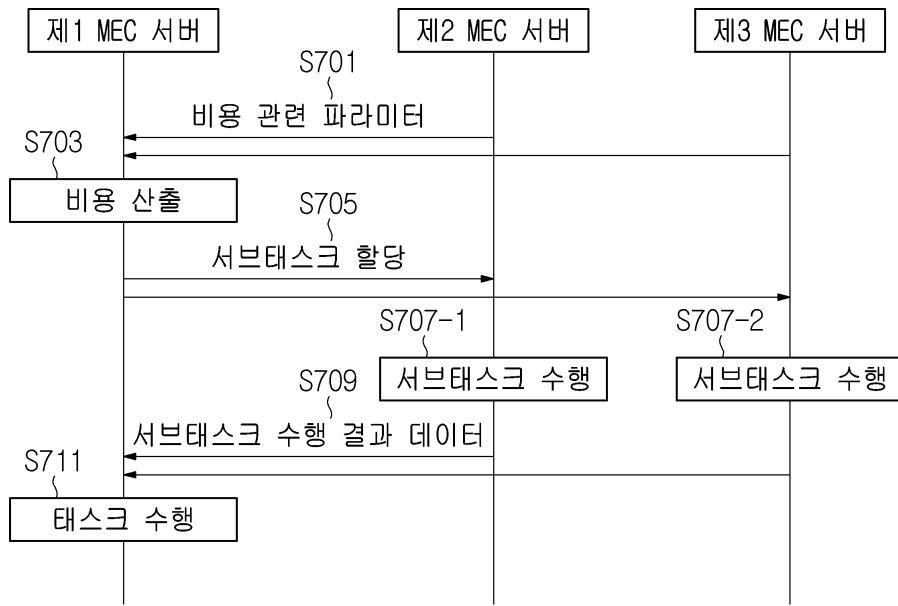 제1 MEC 서버
제2 MEC 서버
제3 MEC 서버
S701
비용 관련 파라미터
S703
비용 산출
S705
서브태스크 할당
S707-1
S707-2
서브태스크 수행
서브태스크 수행
S709
서브태스크 수행 결과 데이터
S711
태스크 수행